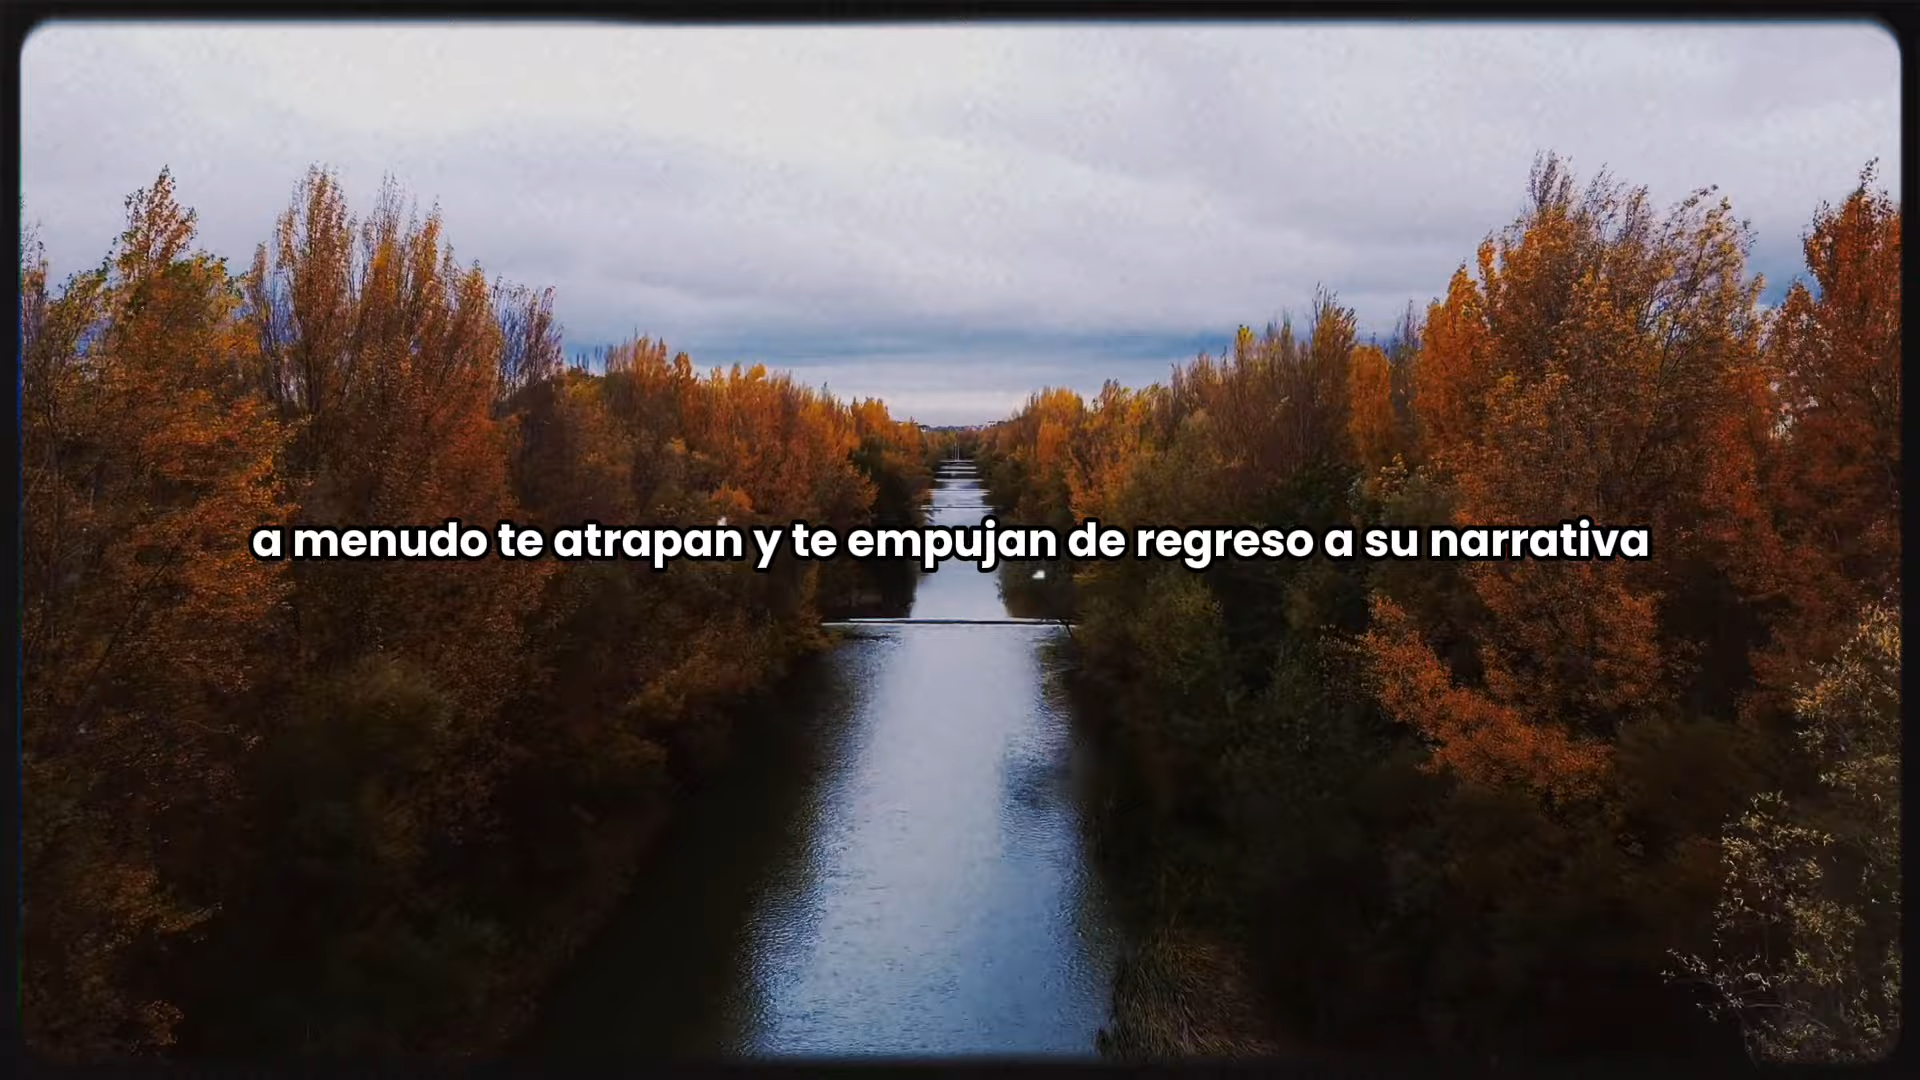 a menudo te atrapan y te empujan de regreso a su narrativa